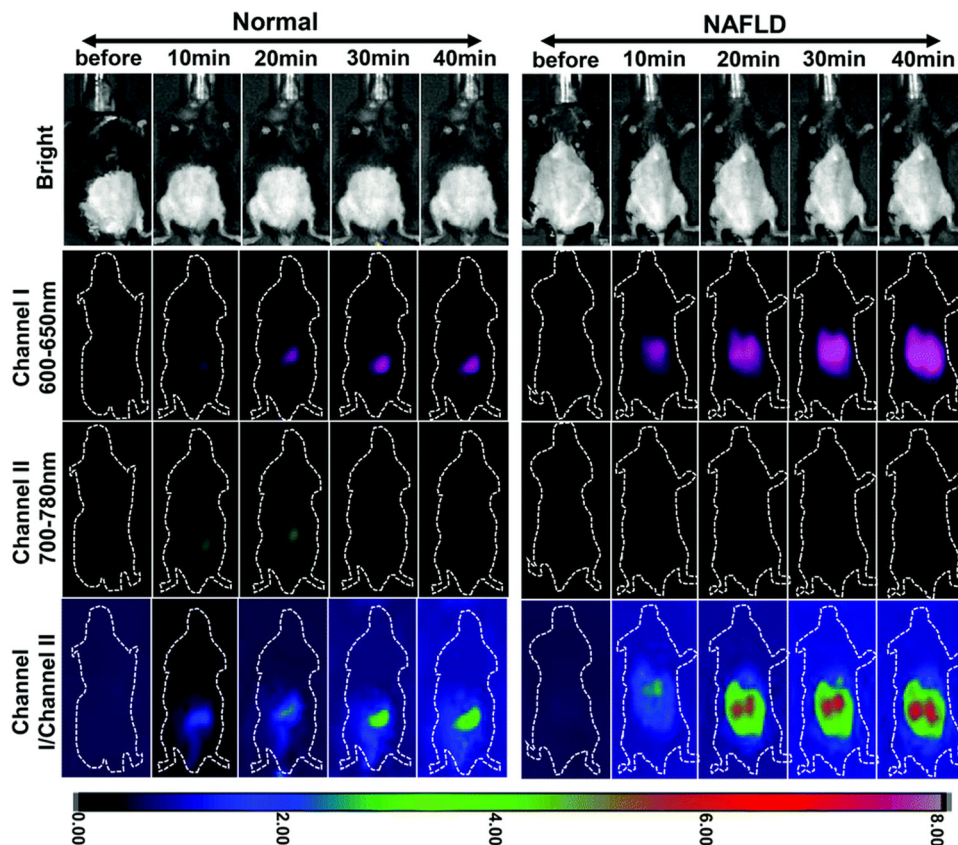 Normal
NAFLD
before 10min 20min 30min 40min
before 10min 20min 30min 40min
Bright
Channel I
600-650nm
Channel II
700-780nm
Channel
I/Channel II
0.00 2.00 4.00 6.00 8.00